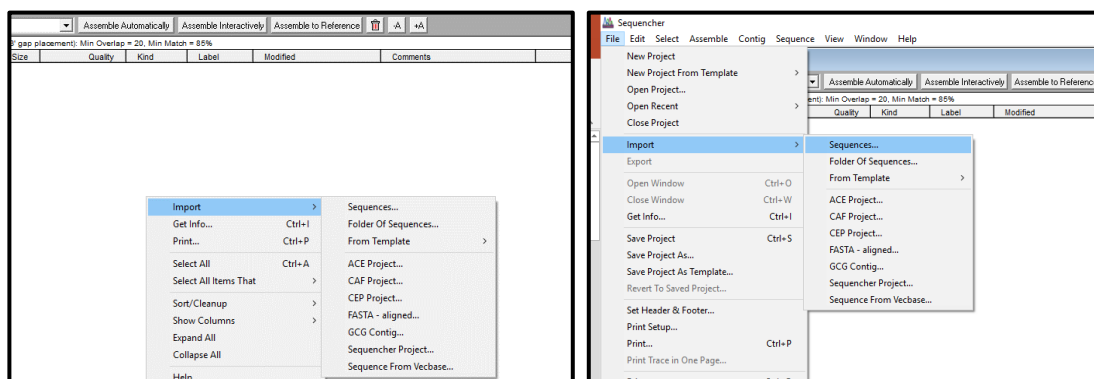 Assemble Automatically Assemble Interactively Assemble to Reference -A +A
gap placement): Min Overlap = 20, Min Match = 85%
Size Quality Kind Label Modified Comments
Import > Sequences...
Get Info... Ctrl+I Folder Of Sequences...
Print... Ctrl+P From Template >
Select All Ctrl+A ACE Project...
Select All Items That > CAF Project...
CEP Project...
Sort/Cleanup > FASTA - aligned...
Show Columns > GCG Contig...
Expand All Sequencher Project...
Collapse All Sequence From Vecbase...
Help
Sequencher
File Edit Select Assemble Contig Sequence View Window Help
New Project
New Project From Template >
Open Project...
Open Recent >
Close Project
Assemble Automatically Assemble Interactively Assemble to Referenc
ent): Min Overlap = 20, Min Match = 85%
Quality Kind Label Modified
Import > Sequences...
Export Folder Of Sequences...
From Template >
Open Window Ctrl+O
Close Window Ctrl+W ACE Project...
Get Info... Ctrl+I CAF Project...
CEP Project...
Save Project Ctrl+S FASTA - aligned...
Save Project As... GCG Contig...
Save Project As Template... Sequencher Project...
Revert To Saved Project... Sequence From Vecbase...
Set Header & Footer...
Print Setup...
Print... Ctrl+P
Print Trace in One Page...